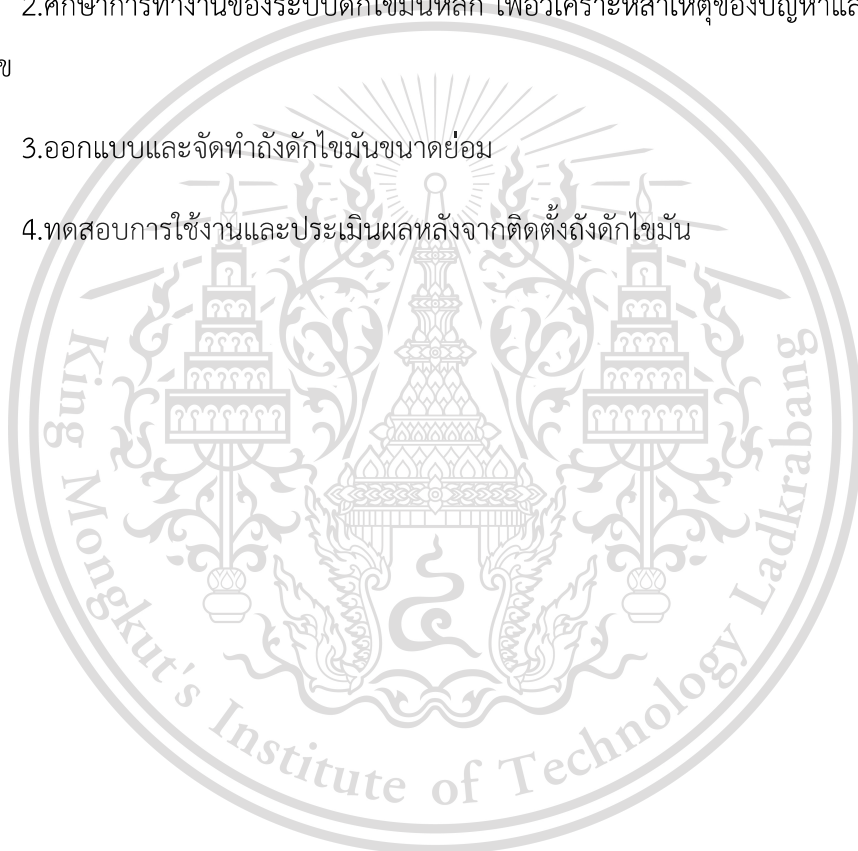 2.ศึกษาการทำงานของระบบดักไขมันหลัก เพื่อวิเคราะห์หาสาเหตุของปัญหาแล
ข
3.ออกแบบและจัดทำถังดักไขมันขนาดย่อม
4.ทดสอบการใช้งานและประเมินผลหลังจากติดตั้งถังดักไขมัน
King Mongkut's Institute of Technology Ladkrabang